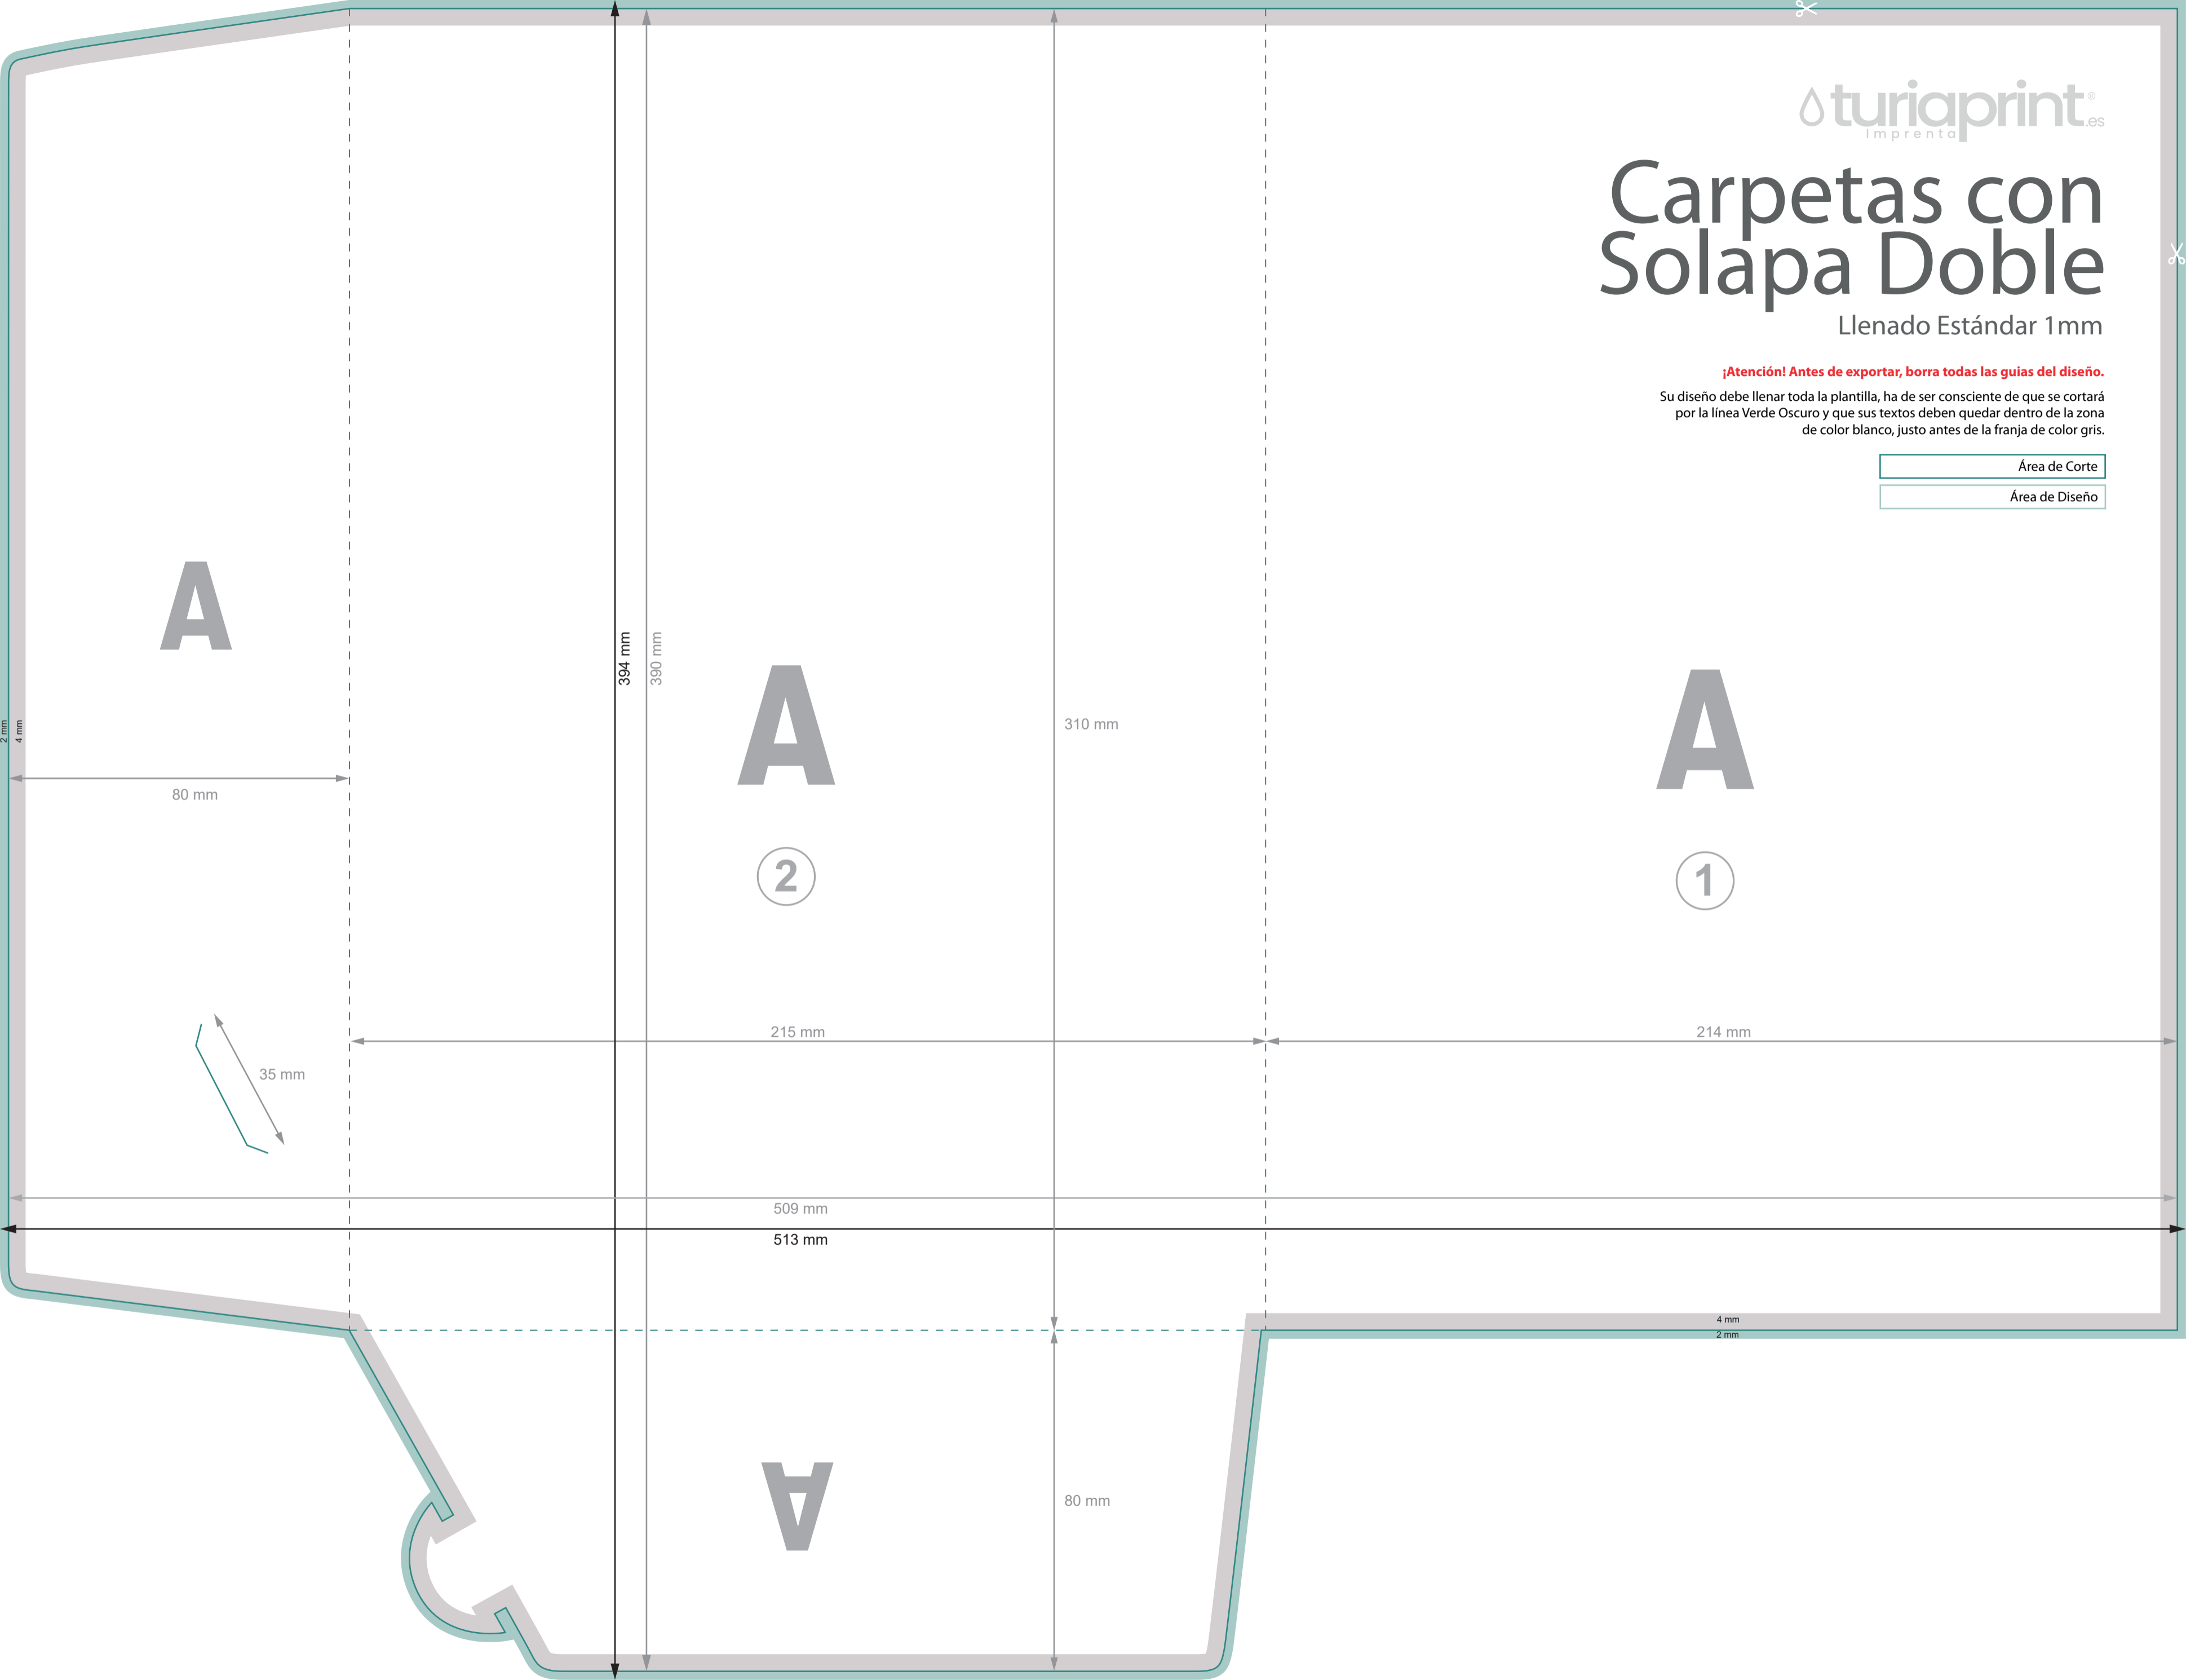 turiaprint®.es
Imprenta
Carpetas con
Solapa Doble
Llenado Estándar 1mm
¡Atención! Antes de exportar, borra todas las guias del diseño.
Su diseño debe llenar toda la plantilla, ha de ser consciente de que se cortará
por la línea Verde Oscuro y que sus textos deben quedar dentro de la zona
de color blanco, justo antes de la franja de color gris.
Área de Corte
Área de Diseño
A
394 mm
390 mm
A
310 mm
A
2 mm
4 mm
80 mm
2
1
215 mm
214 mm
35 mm
509 mm
513 mm
4 mm
2 mm
A
80 mm